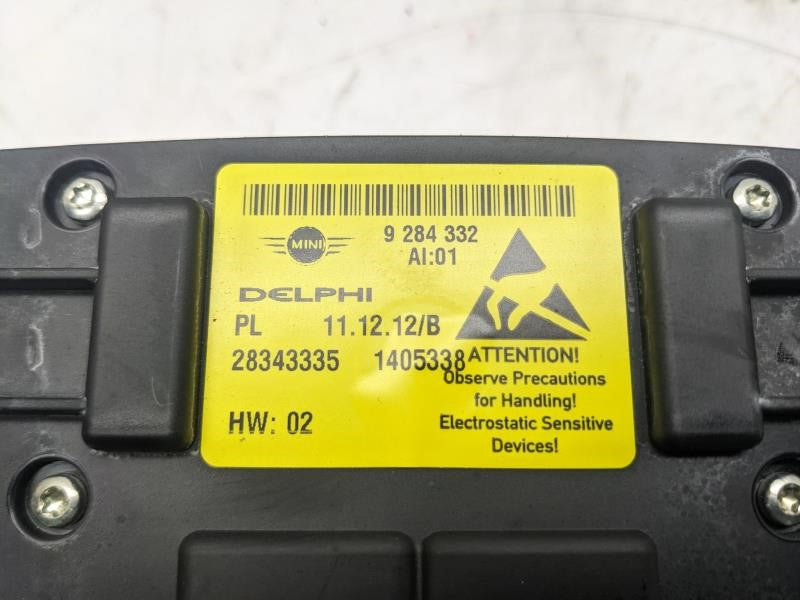 MINI
9 284 332
AI:01
DELPHI
PL 11.12.12/B
28343335 1405338
HW: 02
ATTENTION!
Observe Precautions
for Handling!
Electrostatic Sensitive
Devices!